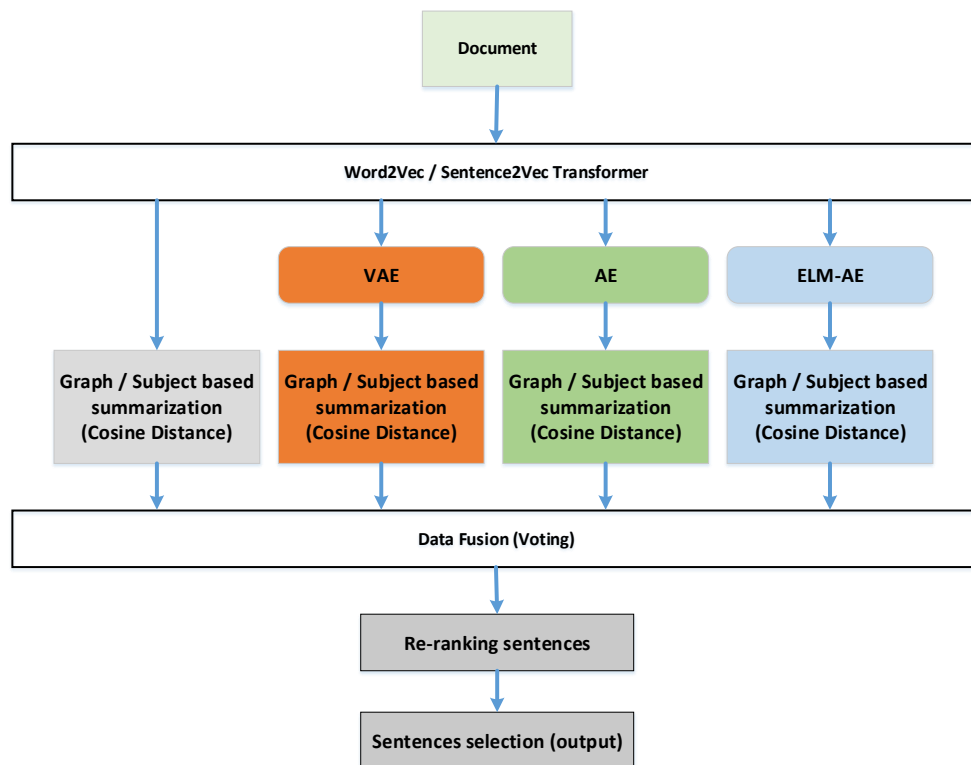 Document
Word2Vec / Sentence2Vec Transformer
VAE
AE
ELM-AE
Graph / Subject based
summarization
(Cosine Distance)
Graph / Subject based
summarization
(Cosine Distance)
Graph / Subject based
summarization
(Cosine Distance)
Graph / Subject based
summarization
(Cosine Distance)
Data Fusion (Voting)
Re-ranking sentences
Sentences selection (output)